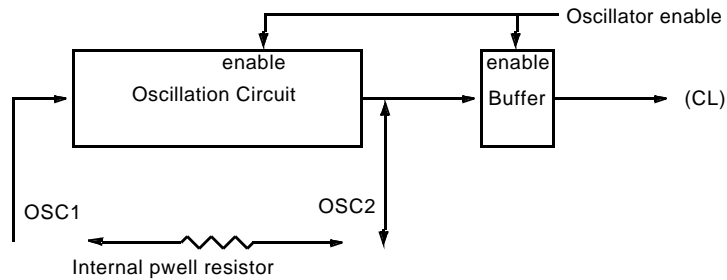 Oscillator enable
enable
enable
Oscillation Circuit
Buffer
(CL)
OSC1
OSC2
Internal pwell resistor